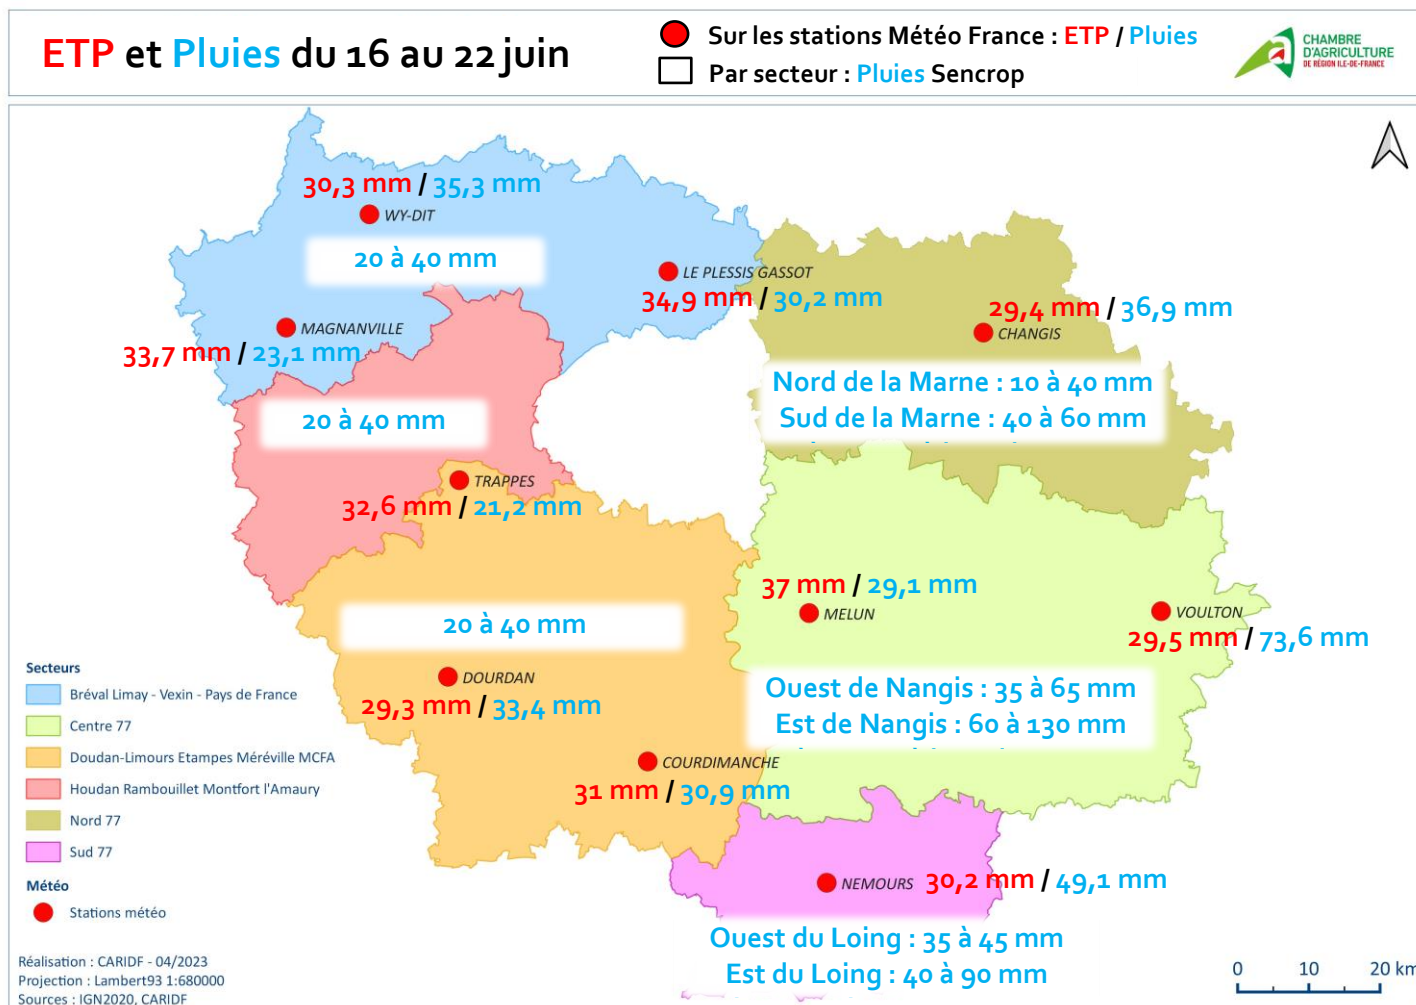 ETP et Pluies du 16 au 22 juin
Sur les stations Météo France : ETP / Pluies
Par secteur : Pluies Sencrop
CHAMBRE
D'AGRICULTURE
DE RÉGION ILE-DE-FRANCE
30,3 mm / 35,3 mm
WY-DIT
20 à 40 mm
LE PLESSIS GASSOT
34,9 mm / 30,2 mm
29,4 mm / 36,9 mm
CHANGIS
MAGNANVILLE
33,7 mm / 23,1 mm
Nord de la Marne : 10 à 40 mm
Sud de la Marne : 40 à 60 mm
20 à 40 mm
TRAPPES
32,6 mm / 21,2 mm
37 mm / 29,1 mm
MELUN
VOULTON
29,5 mm / 73,6 mm
20 à 40 mm
DOURDAN
29,3 mm / 33,4 mm
Ouest de Nangis : 35 à 65 mm
Est de Nangis : 60 à 130 mm
COURDIMANCHE
31 mm / 30,9 mm
NEMOURS
30,2 mm / 49,1 mm
Ouest du Loing : 35 à 45 mm
Est du Loing : 40 à 90 mm
Secteurs
Bréval Limay - Vexin - Pays de France
Centre 77
Doudan-Limours Etampes Méréville MCFA
Houdan Rambouillet Montfort l'Amaury
Nord 77
Sud 77
Météo
Stations météo
Réalisation : CARIDF - 04/2023
Projection : Lambert93 1:680000
Sources : IGN2020, CARIDF
0 10 20 km